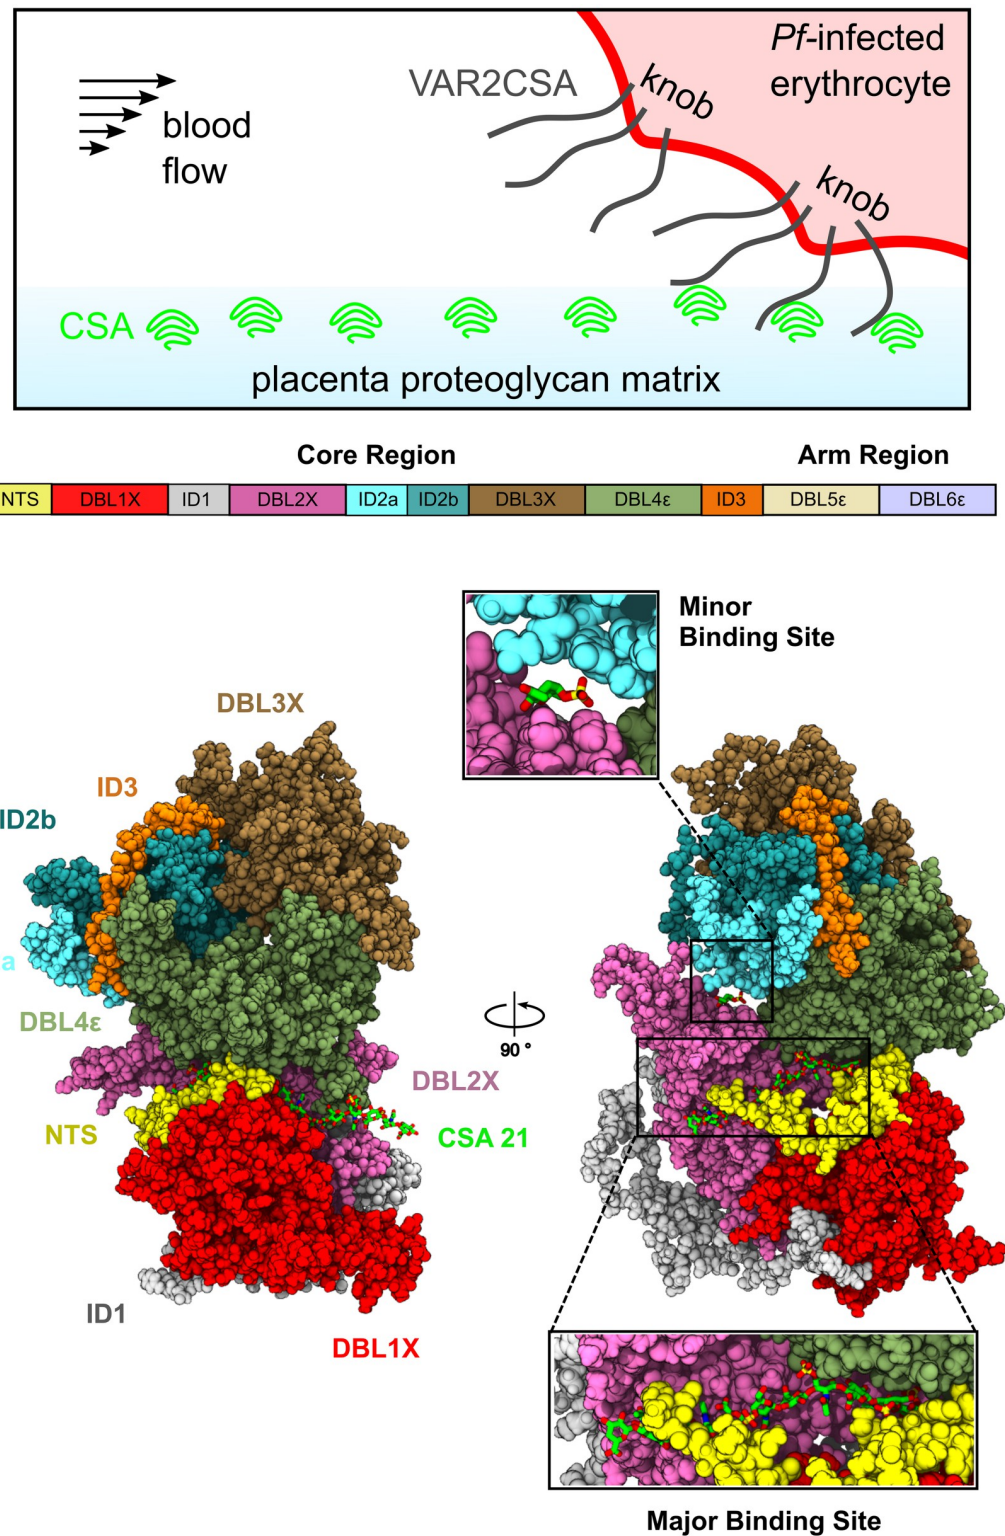 Pf-infected
erythrocyte
VAR2CSA
knob
blood
flow
knob
CSA
placenta proteoglycan matrix
Core Region
Arm Region
NTS DBL1X ID1 DBL2X ID2a ID2b DBL3X DBL4ε ID3 DBL5ε DBL6ε
Minor
Binding Site
DBL3X
ID3
ID2b
a
DBL4ε
90 °
DBL2X
NTS
CSA 21
ID1
DBL1X
Major Binding Site